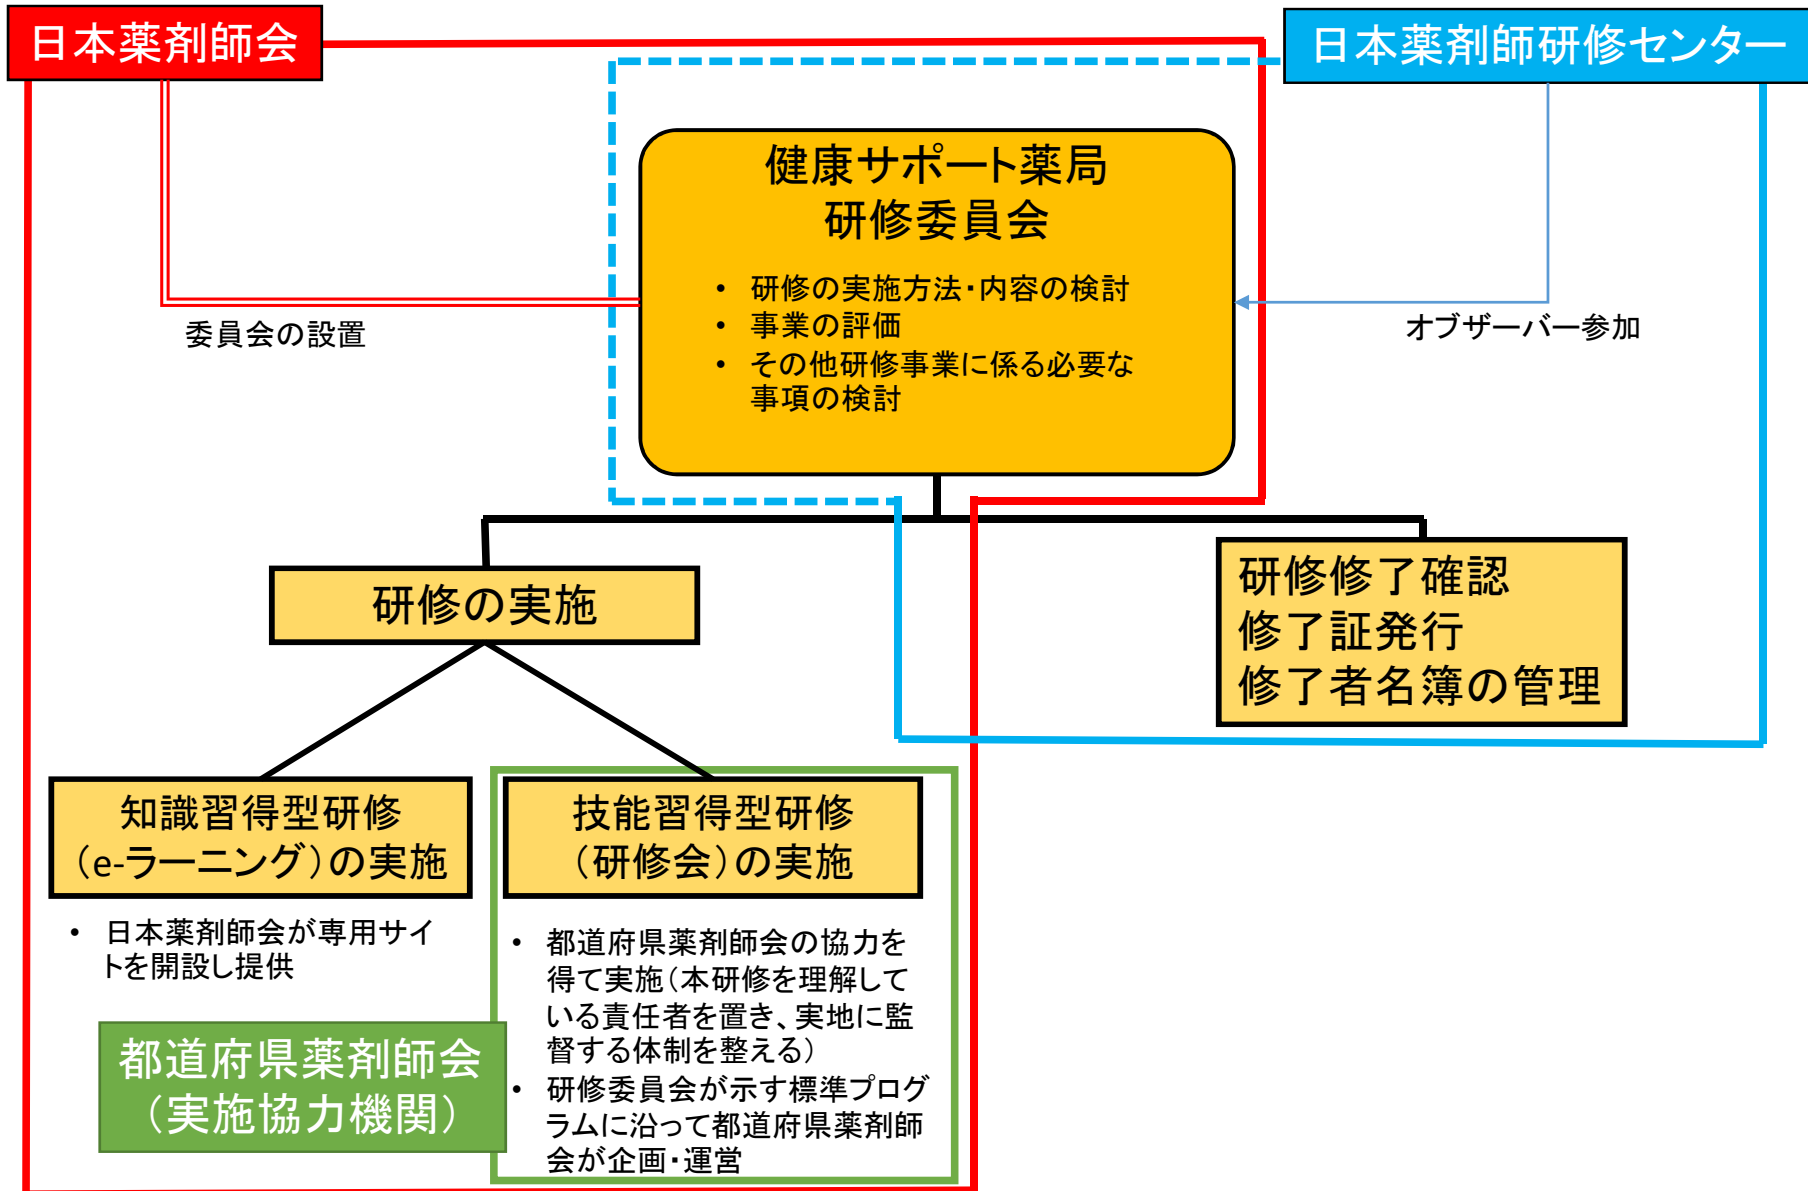 日本薬剤師会
日本薬剤師研修センター
健康サポート薬局
研修委員会
• 研修の実施方法・内容の検討
• 事業の評価
• その他研修事業に係る必要な
事項の検討
委員会の設置
オブザーバー参加
研修の実施
研修修了確認
修了証発行
修了者名簿の管理
知識習得型研修
（e-ラーニング）の実施
技能習得型研修
（研修会）の実施
• 日本薬剤師会が専用サイ
トを開設し提供
• 都道府県薬剤師会の協力を
得て実施（本研修を理解して
いる責任者を置き、実地に監
督する体制を整える）
• 研修委員会が示す標準プログ
ラムに沿って都道府県薬剤師
会が企画・運営
都道府県薬剤師会
（実施協力機関）